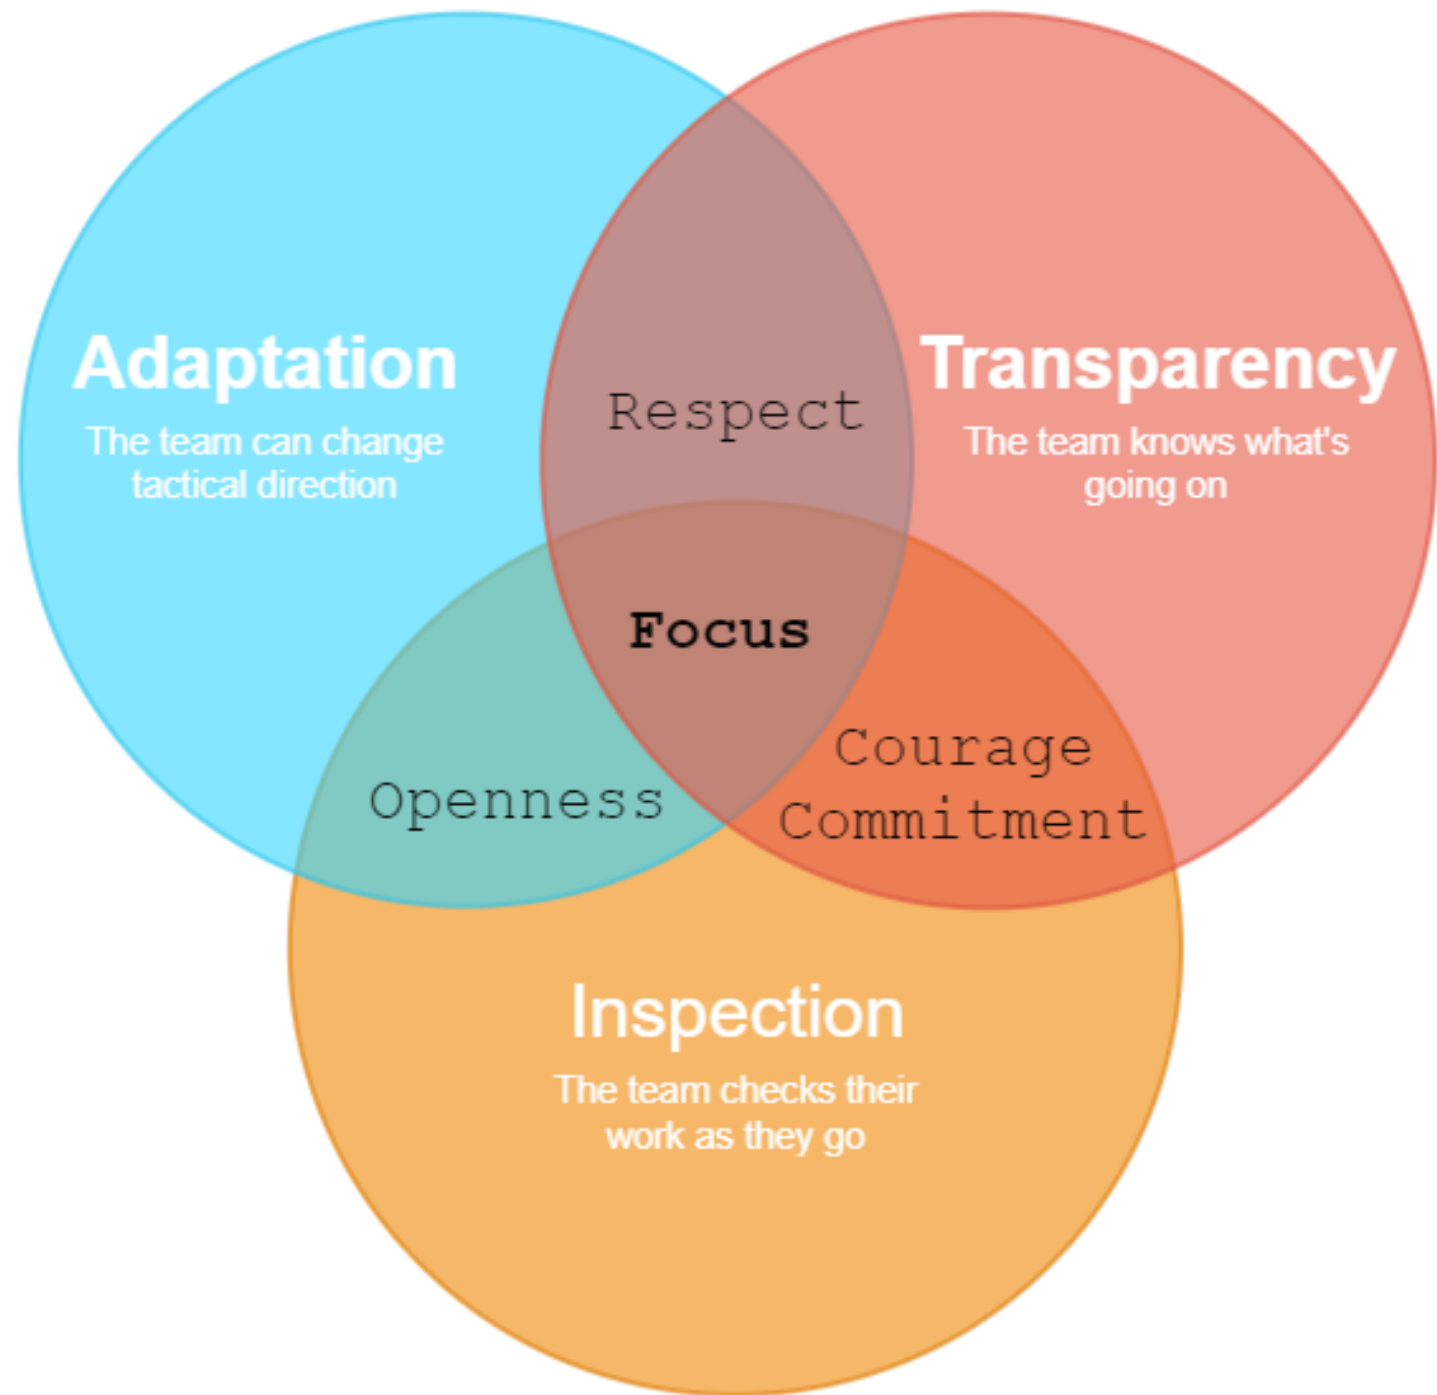 Adaptation
The team can change
tactical direction
Respect
Transparency
The team knows what's
going on
Focus
Openness
Courage
Commitment
Inspection
The team checks their
work as they go